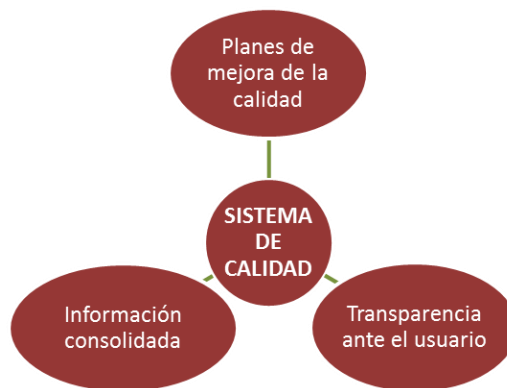 Planes de
mejora de la
calidad
SISTEMA
DE
CALIDAD
Información
consolidada
Transparencia
ante el usuario